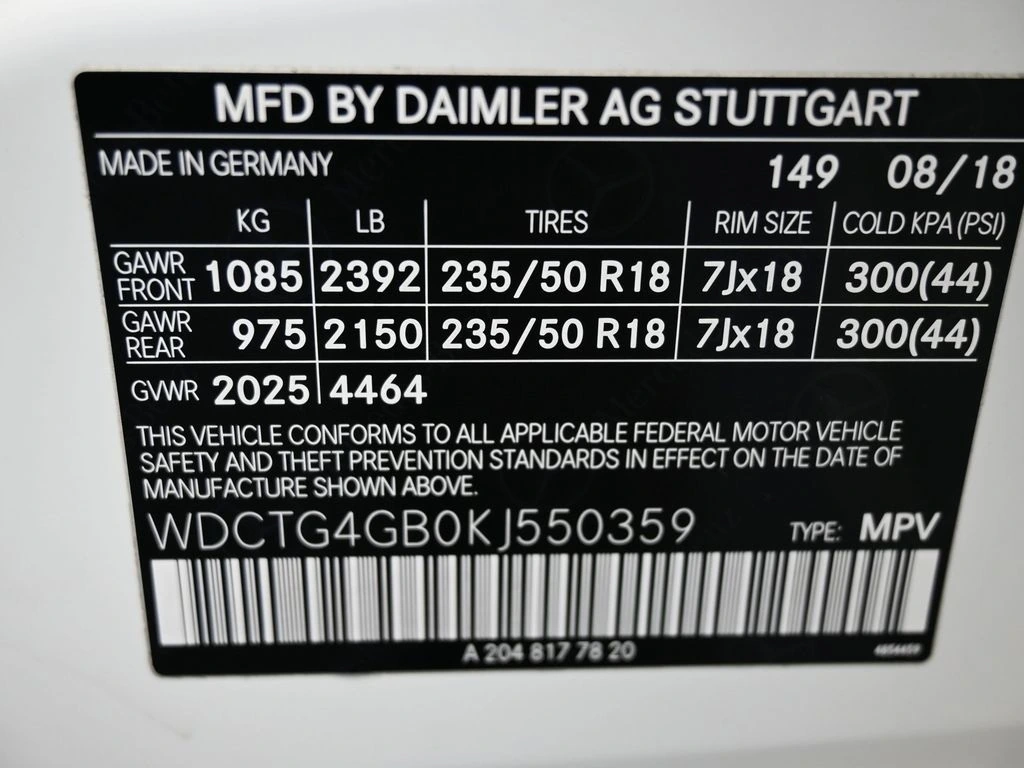 MFD BY DAIMLER AG STUTTGART
MADE IN GERMANY 149 08/18
KG LB TIRES RIM SIZE COLD KPA (PSI)
GAWR FRONT 1085 2392 235/50 R18 7Jx18 300(44)
GAWR REAR 975 2150 235/50 R18 7Jx18 300(44)
GVWR 2025 4464
THIS VEHICLE CONFORMS TO ALL APPLICABLE FEDERAL MOTOR VEHICLE
SAFETY AND THEFT PREVENTION STANDARDS IN EFFECT ON THE DATE OF
MANUFACTURE SHOWN ABOVE.
WDCTG4GB0KJ550359 TYPE: MPV
A 204 817 78 20